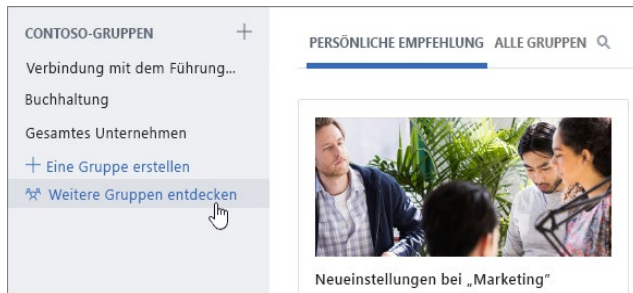 CONTOSO-GRUPPEN
Verbindung mit dem Führung...
Buchhaltung
Gesamtes Unternehmen
Eine Gruppe erstellen
Weitere Gruppen entdecken
PERSÖNLICHE EMPFEHLUNG ALLE GRUPPEN
Neueinstellungen bei „Marketing”